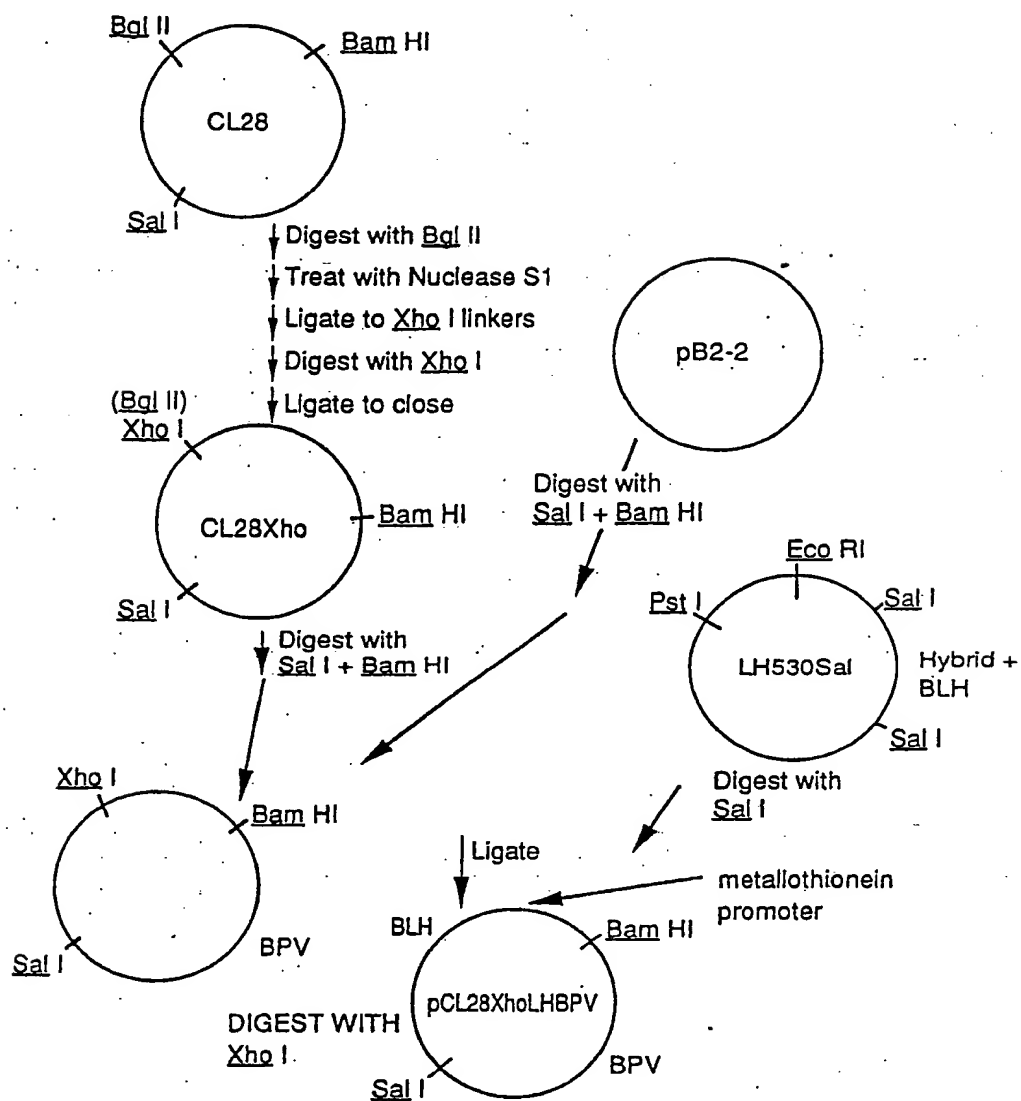 Bgl II
Bam HI
CL28
Sal I
Digest with Bgl II
Treat with Nuclease S1
Ligate to Xho I linkers
Digest with Xho I
Ligate to close
pB2-2
(Bgl II)
Xho I
Bam HI
CL28Xho
Sal I
Digest with
Sal I + Bam HI
Digest with
Sal I + Bam HI
Eco RI
Pst I
Sal I
LH530Sal
Hybrid +
BLH
Sal I
Digest with
Sal I
Xho I
Bam HI
Sal I
BPV
Ligate
metallothionein
promoter
BLH
Bam HI
pCL28XhoLHBPV
DIGEST WITH
Xho I
Sal I
BPV